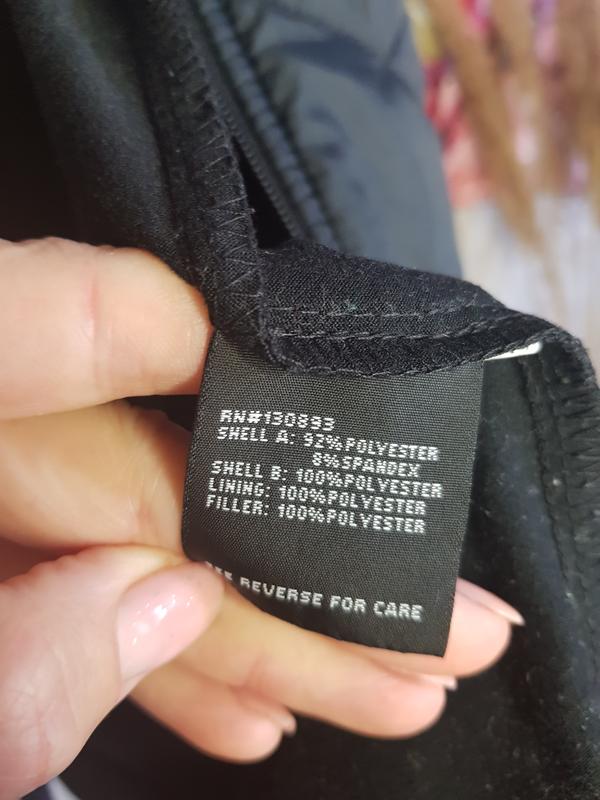 RN#130893
SHELL A: 92%POLYESTER
8%SPANDEX
SHELL B: 100%POLYESTER
LINING: 100%POLYESTER
FILLER: 100%POLYESTER
REVERSE FOR CARE